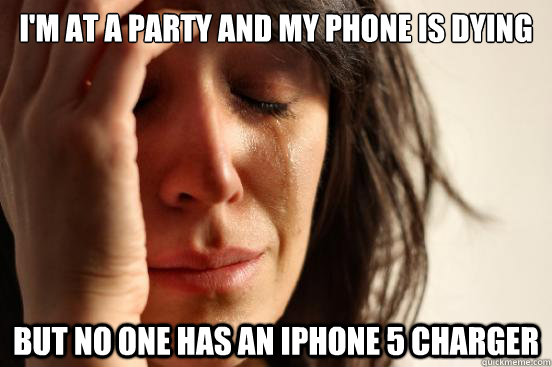 I'M AT A PARTY AND MY PHONE IS DYING
BUT NO ONE HAS AN IPHONE 5 CHARGER
quickmeme.com